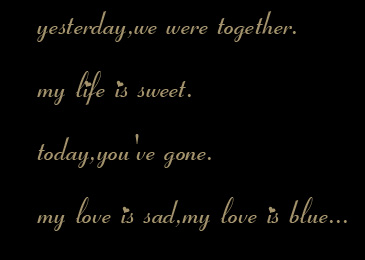 yesterday,we were together.
my life is sweet.
today,you've gone.
my love is sad,my love is blue...